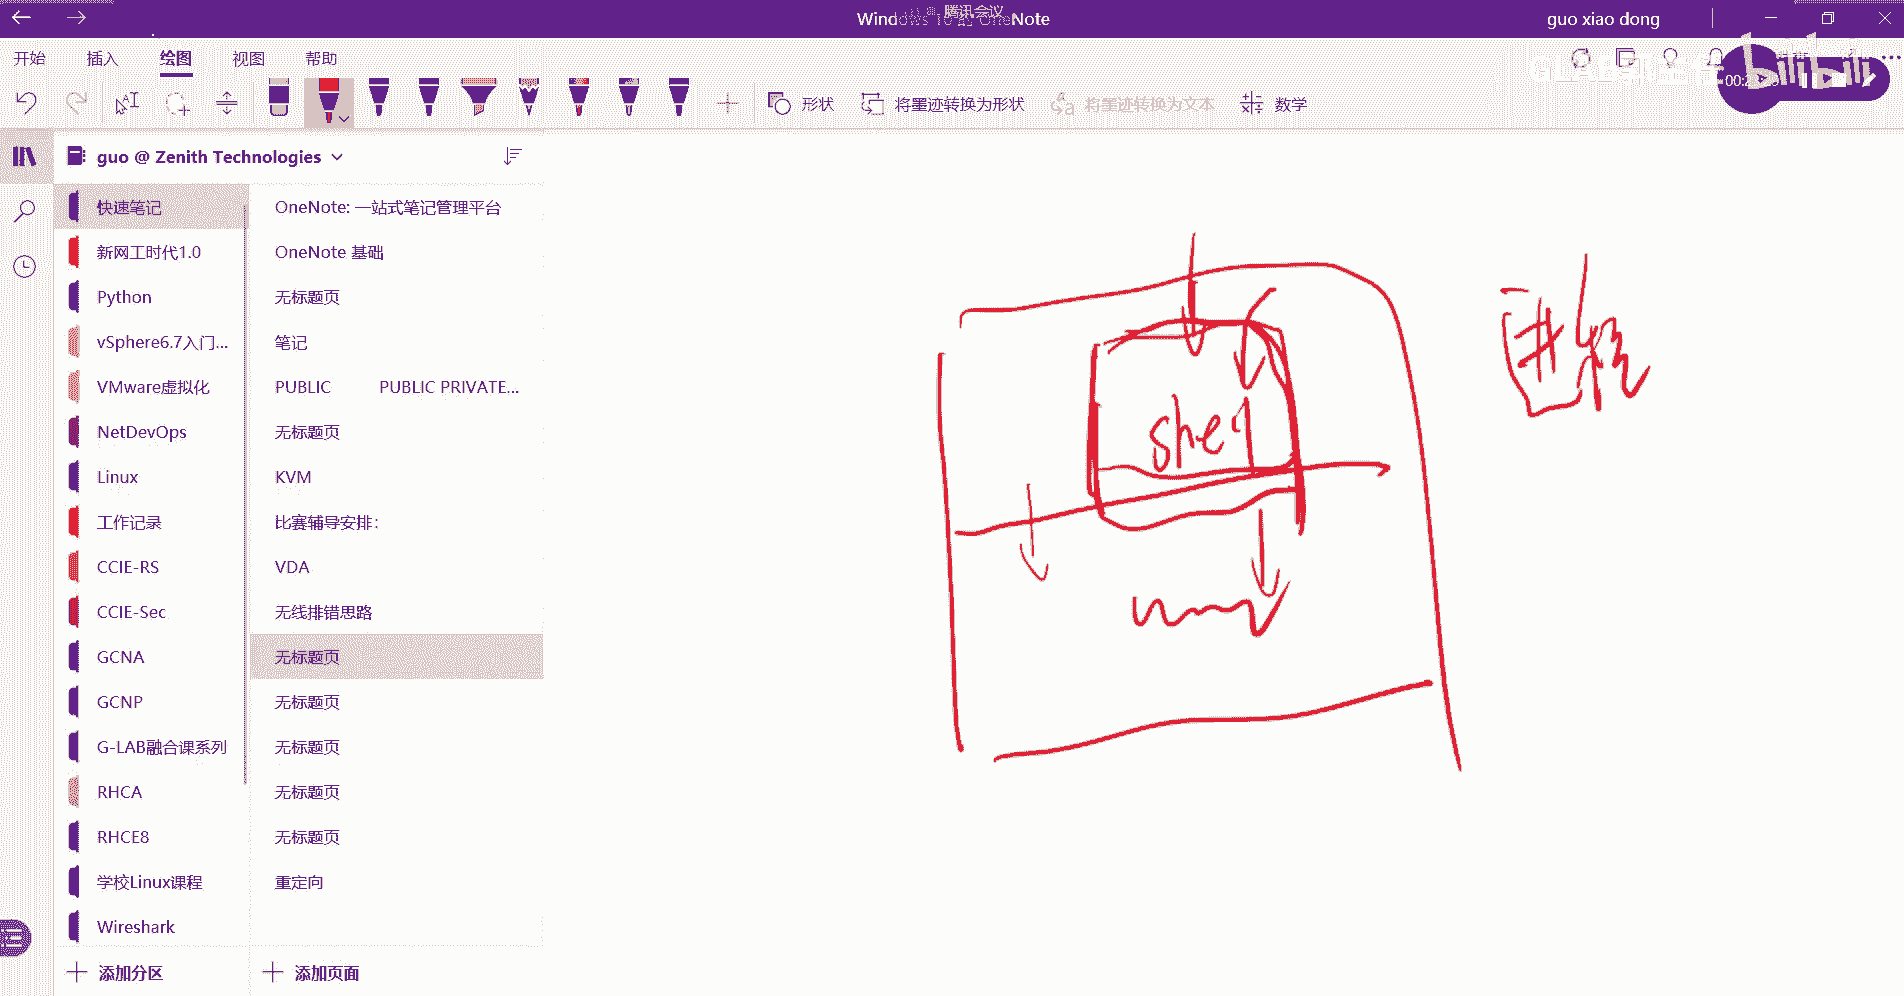 腾讯会议
Windows 10 的 OneNote
guo xiao dong
开始 插入 绘图 视图 帮助
GLAB郭主任 bilibili
形状 将墨迹转换为形状 将墨迹转换为文本 数学
guo @ Zenith Technologies
快速笔记
新网工时代1.0
Python
vSphere6.7入门...
VMware虚拟化
NetDevOps
Linux
工作记录
CCIE-RS
CCIE-Sec
GCNA
GCNP
G-LAB融合课系列
RHCA
RHCE8
学校Linux课程
Wireshark
添加分区
OneNote: 一站式笔记管理平台
OneNote 基础
无标题页
笔记
PUBLIC PUBLIC PRIVATE...
无标题页
KVM
比赛辅导安排:
VDA
无线排错思路
无标题页
无标题页
无标题页
无标题页
无标题页
重定向
添加页面
shell
进程